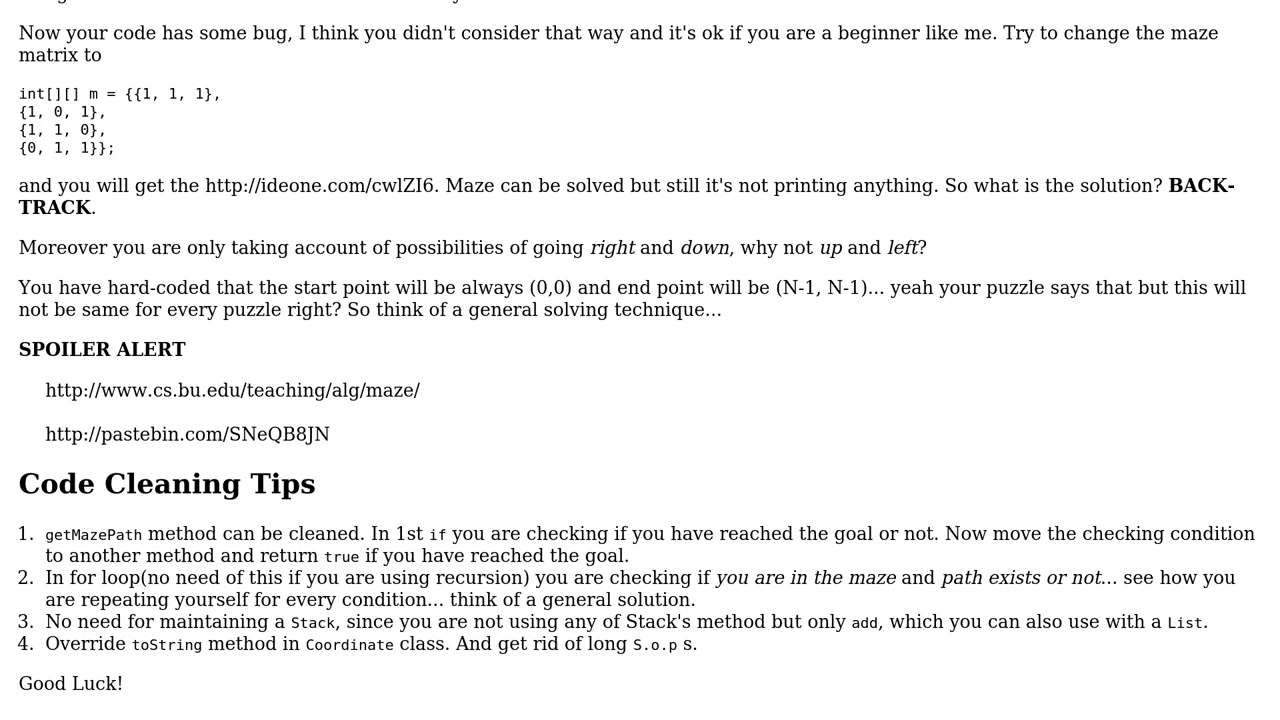 Now your code has some bug, I think you didn't consider that way and it's ok if you are a beginner like me. Try to change the maze
matrix to
int[][] m = {{1, 1, 1},
{1, 0, 1},
{1, 1, 0},
{0, 1, 1}};
and you will get the http://ideone.com/cwlZI6. Maze can be solved but still it's not printing anything. So what is the solution? BACK-
TRACK.
Moreover you are only taking account of possibilities of going right and down, why not up and left?
You have hard-coded that the start point will be always (0,0) and end point will be (N-1, N-1)... yeah your puzzle says that but this will
not be same for every puzzle right? So think of a general solving technique...
SPOILER ALERT
http://www.cs.bu.edu/teaching/alg/maze/
http://pastebin.com/SNeQB8JN
Code Cleaning Tips
1. getMazePath method can be cleaned. In 1st if you are checking if you have reached the goal or not. Now move the checking condition
to another method and return true if you have reached the goal.
2. In for loop(no need of this if you are using recursion) you are checking if you are in the maze and path exists or not... see how you
are repeating yourself for every condition... think of a general solution.
3. No need for maintaining a Stack, since you are not using any of Stack's method but only add, which you can also use with a List.
4. Override toString method in Coordinate class. And get rid of long S.o.p s.
Good Luck!